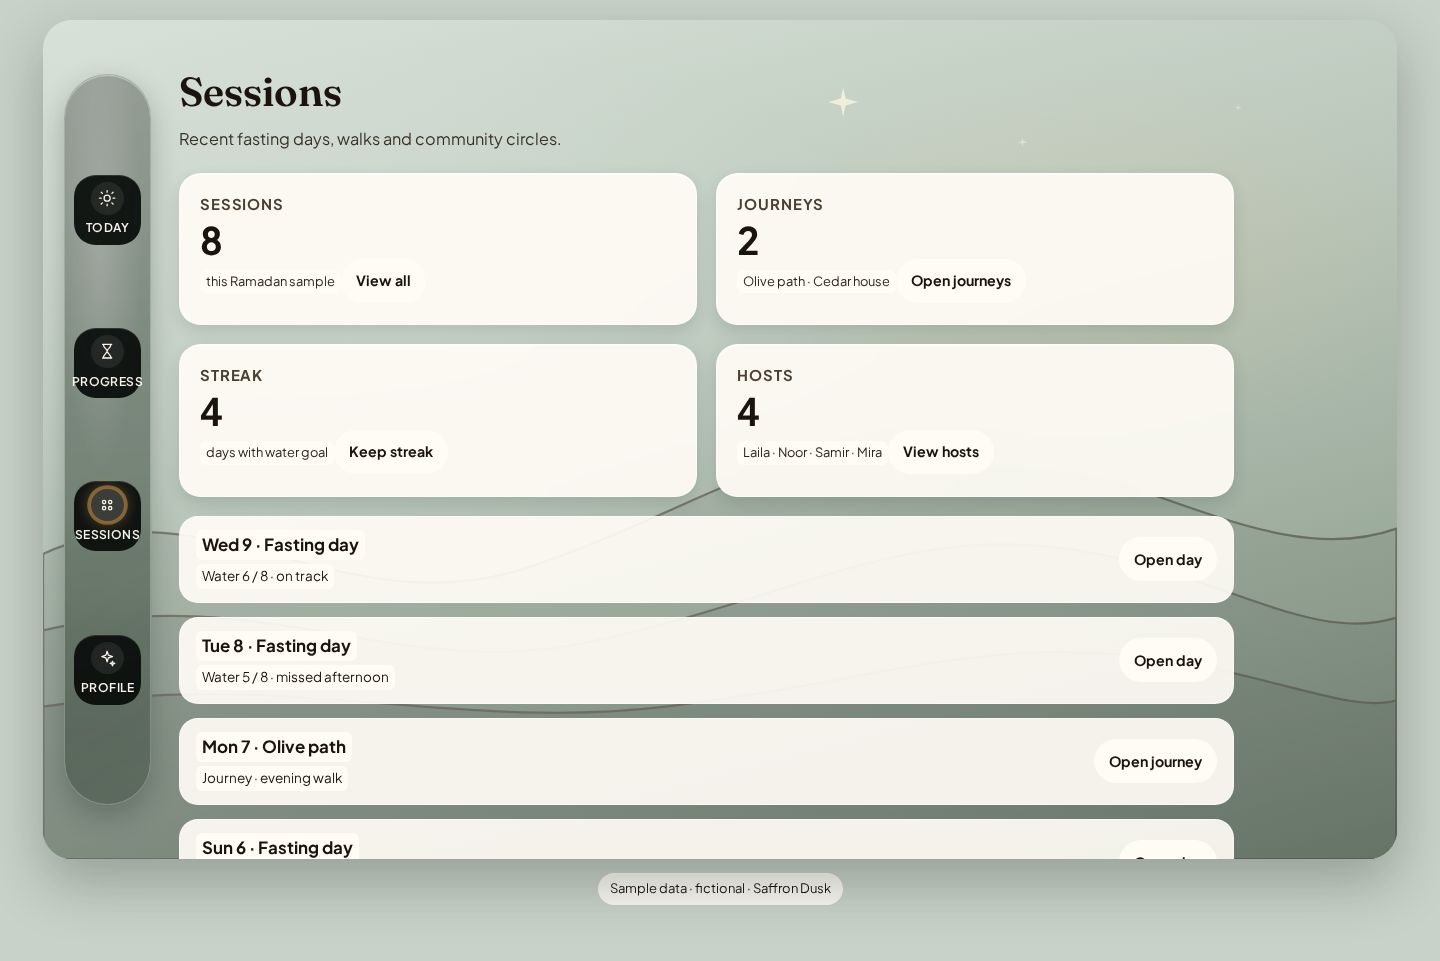 Sessions
Recent fasting days, walks and community circles.
TODAY
PROGRESS
SESSIONS
PROFILE
SESSIONS
8
this Ramadan sample View all
JOURNEYS
2
Olive path · Cedar house Open journeys
STREAK
4
days with water goal Keep streak
HOSTS
4
Laila · Noor · Samir · Mira View hosts
Wed 9 · Fasting day
Water 6 / 8 · on track
Open day
Tue 8 · Fasting day
Water 5 / 8 · missed afternoon
Open day
Mon 7 · Olive path
Journey · evening walk
Open journey
Sun 6 · Fasting day
Sample data · fictional · Saffron Dusk